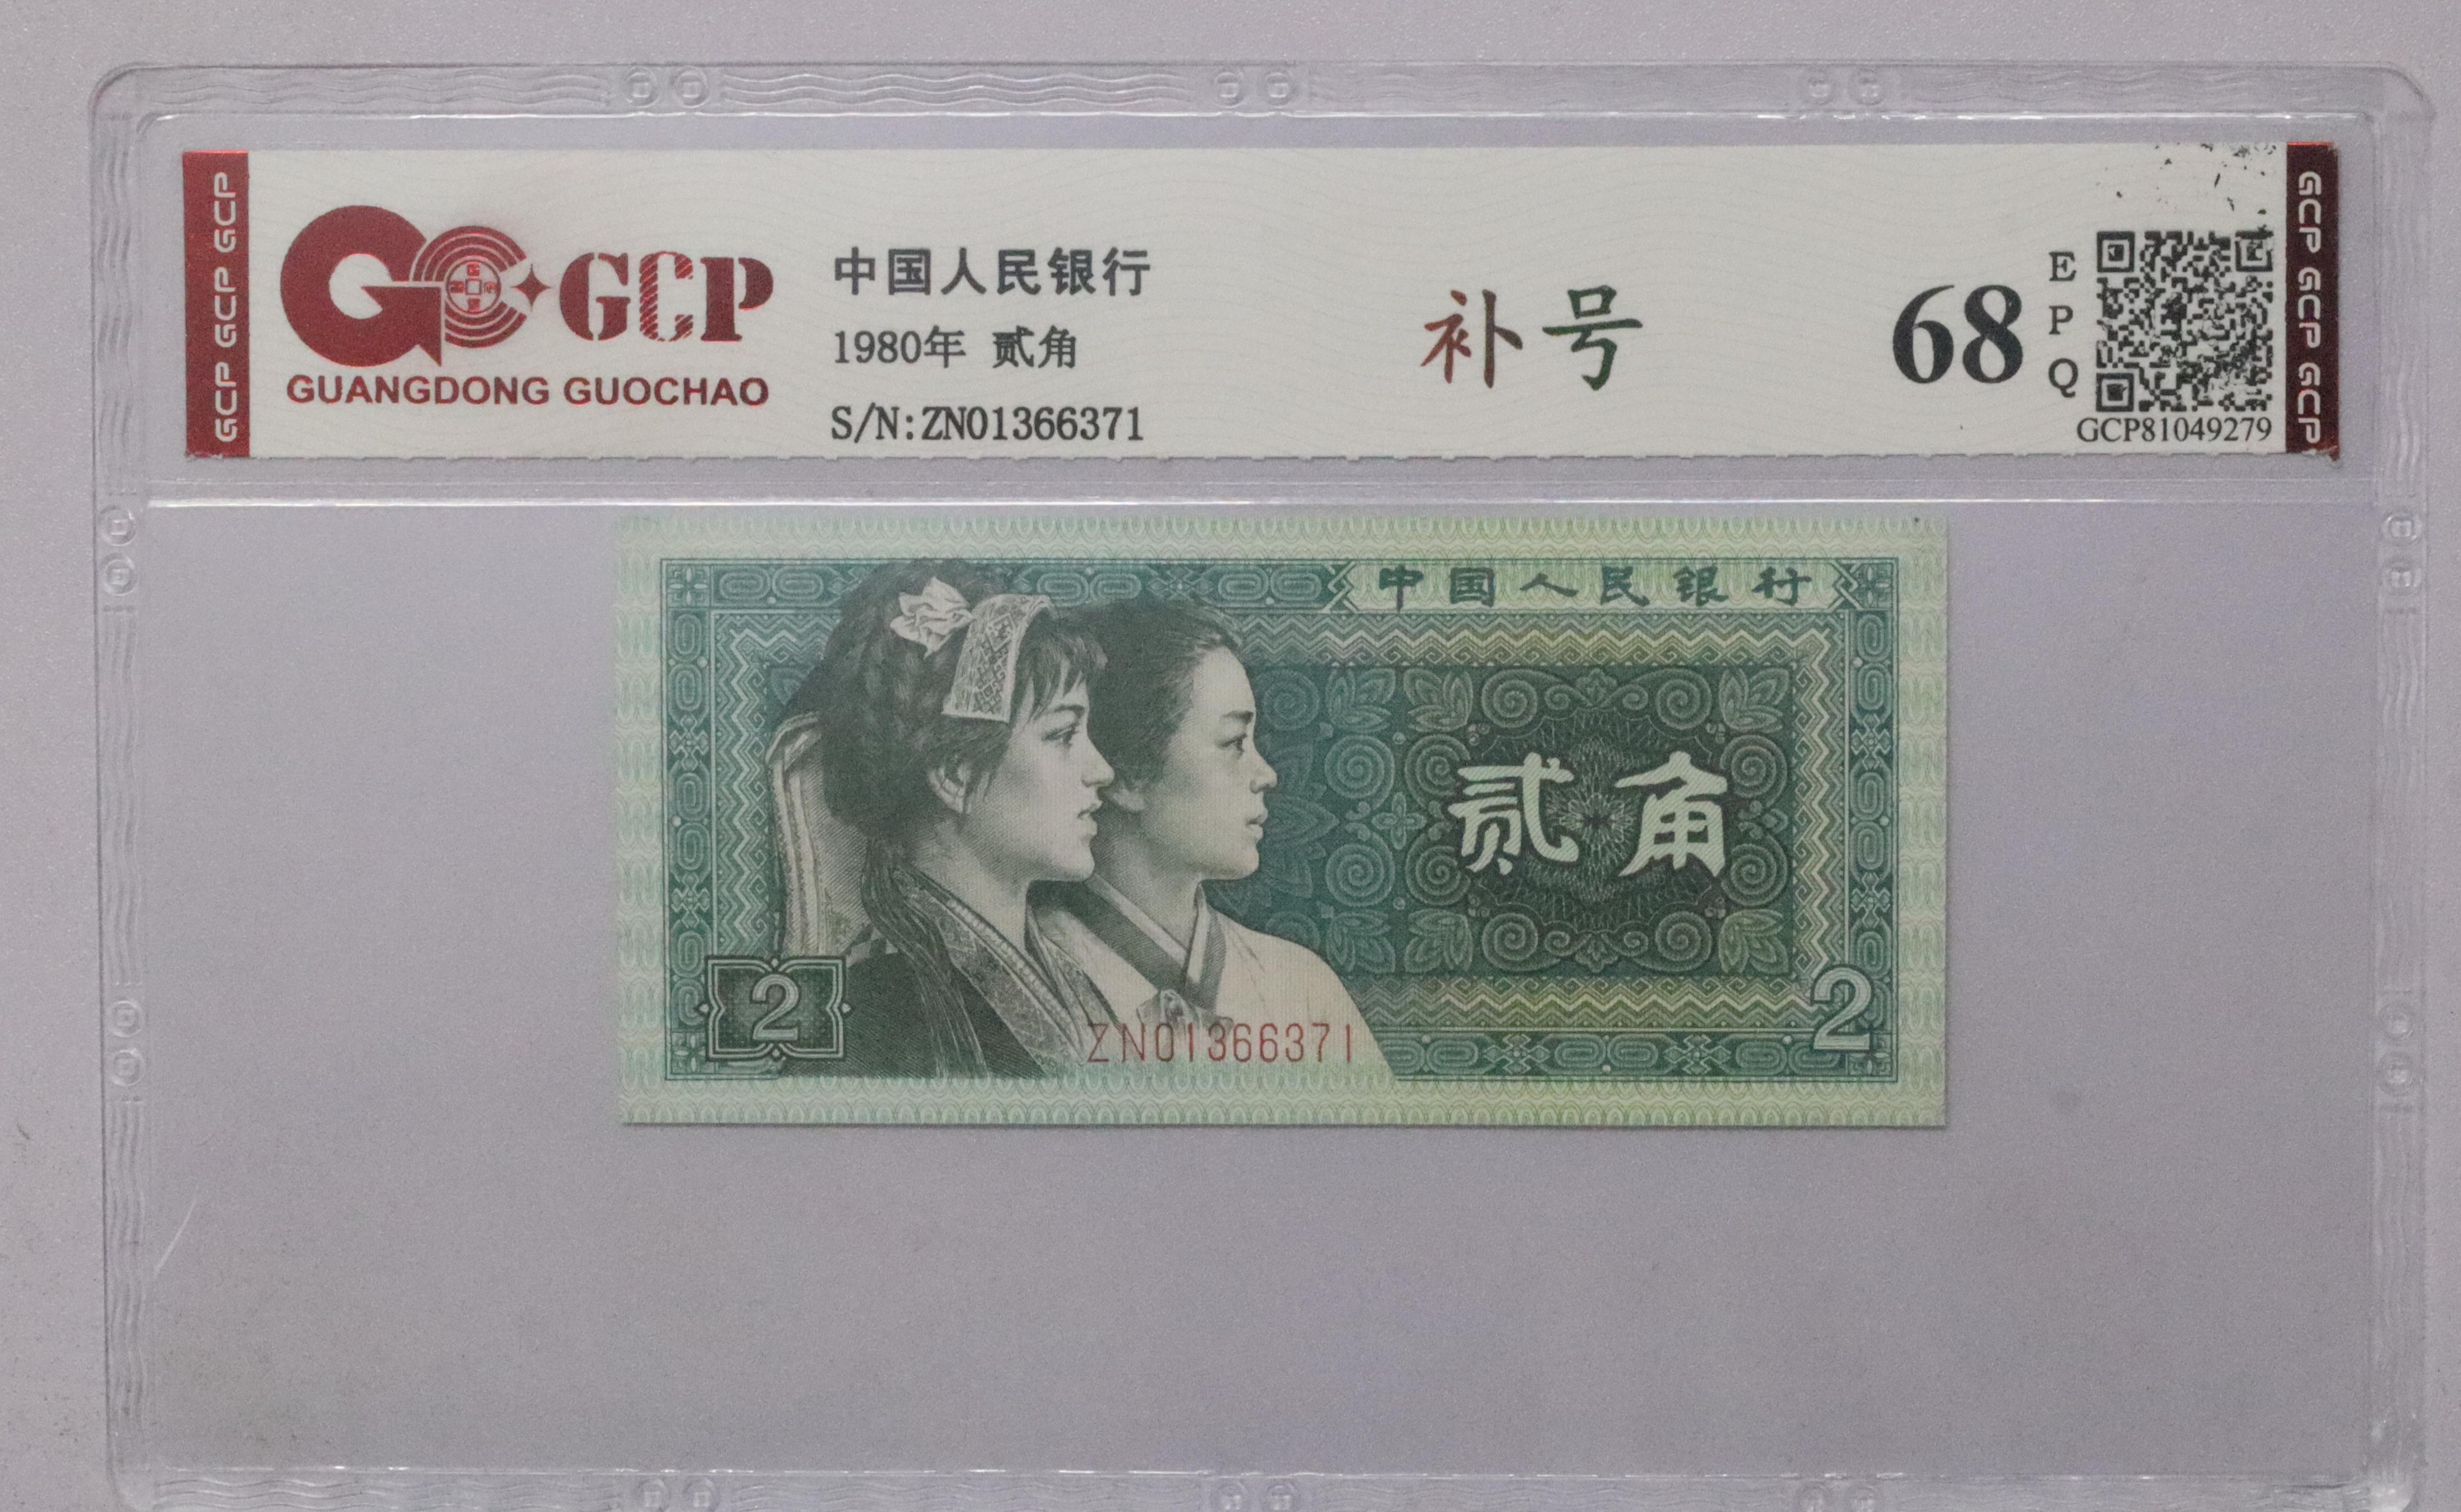 GCP GCP GCP
GCP
GUANGDONG GUOCHAO
中国人民银行
1980年 贰角
S/N:ZN01366371
补号
68
E
P
Q
GCP81049279
GCP GCP GCP
中国人民银行
贰角
2
ZN01366371
2